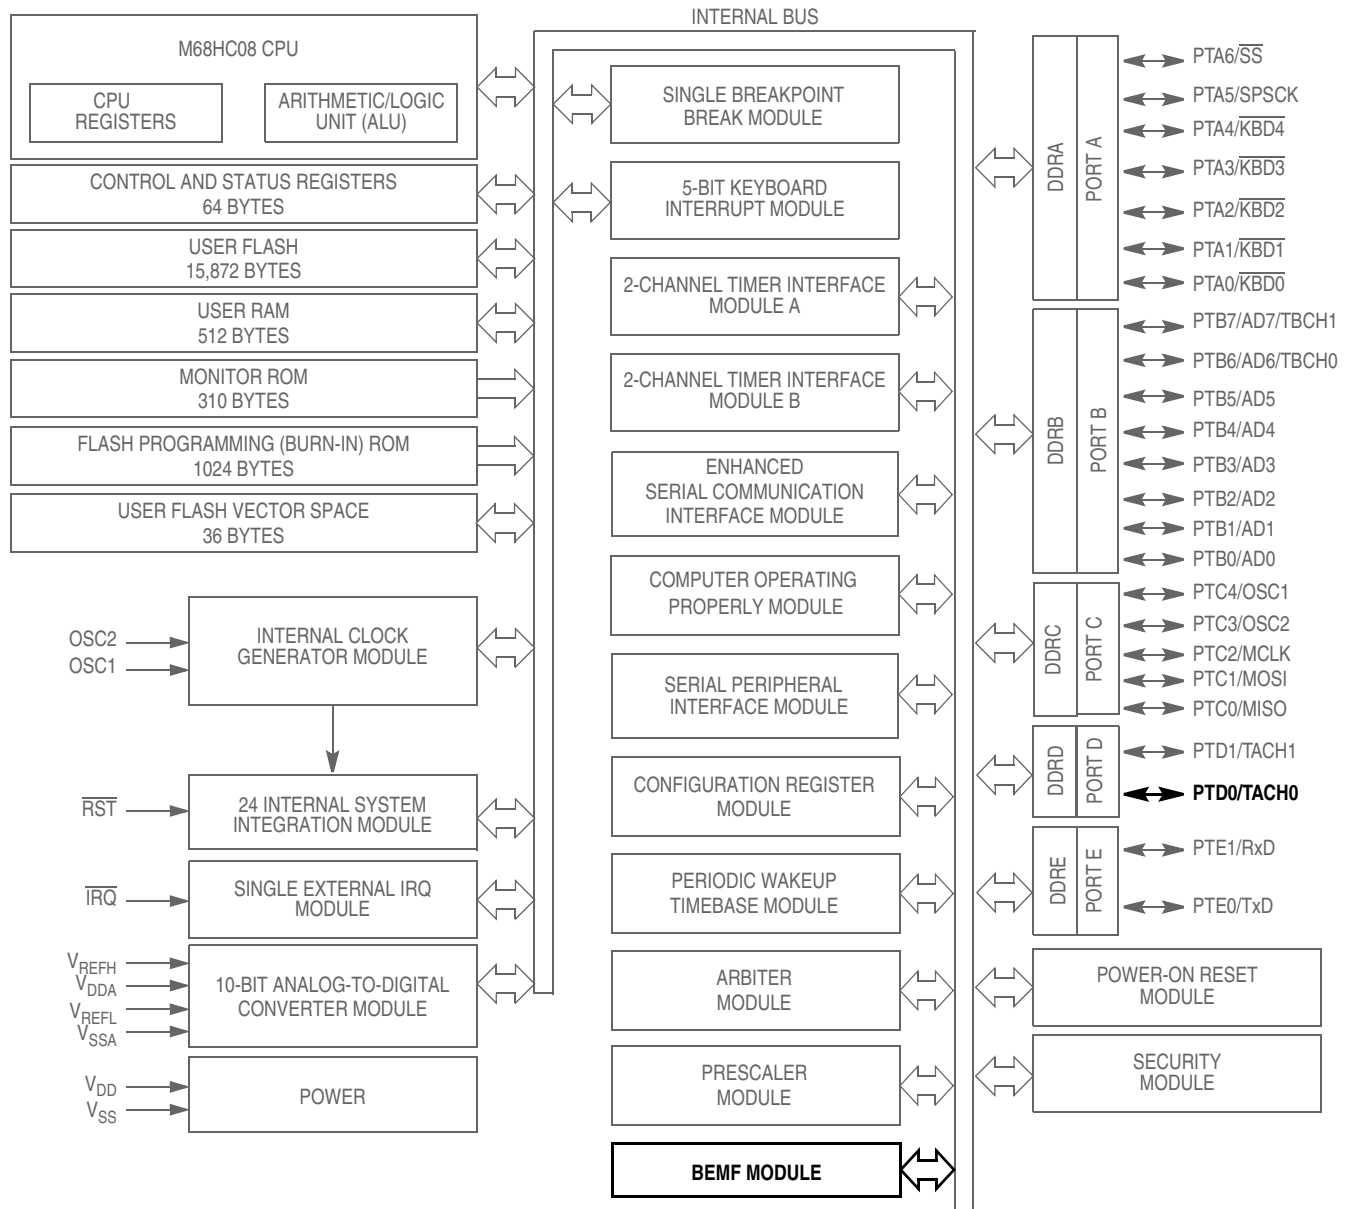 INTERNAL BUS
M68HC08 CPU
CPU
REGISTERS
ARITHMETIC/LOGIC
UNIT (ALU)
CONTROL AND STATUS REGISTERS
64 BYTES
USER FLASH
15,872 BYTES
USER RAM
512 BYTES
MONITOR ROM
310 BYTES
FLASH PROGRAMMING (BURN-IN) ROM
1024 BYTES
USER FLASH VECTOR SPACE
36 BYTES
OSC2
OSC1
INTERNAL CLOCK
GENERATOR MODULE
RST
24 INTERNAL SYSTEM
INTEGRATION MODULE
IRQ
SINGLE EXTERNAL IRQ
MODULE
VREFH
VDDA
VREFL
VSSA
10-BIT ANALOG-TO-DIGITAL
CONVERTER MODULE
VDD
VSS
POWER
SINGLE BREAKPOINT
BREAK MODULE
5-BIT KEYBOARD
INTERRUPT MODULE
2-CHANNEL TIMER INTERFACE
MODULE A
2-CHANNEL TIMER INTERFACE
MODULE B
ENHANCED
SERIAL COMMUNICATION
INTERFACE MODULE
COMPUTER OPERATING
PROPERLY MODULE
SERIAL PERIPHERAL
INTERFACE MODULE
CONFIGURATION REGISTER
MODULE
PERIODIC WAKEUP
TIMEBASE MODULE
ARBITER
MODULE
PRESCALER
MODULE
BEMF MODULE
DDRA
PORT A
PTA6/SS
PTA5/SPSCK
PTA4/KBD4
PTA3/KBD3
PTA2/KBD2
PTA1/KBD1
PTA0/KBD0
DDRB
PORT B
PTB7/AD7/TBCH1
PTB6/AD6/TBCH0
PTB5/AD5
PTB4/AD4
PTB3/AD3
PTB2/AD2
PTB1/AD1
PTB0/AD0
DDRC
PORT C
PTC4/OSC1
PTC3/OSC2
PTC2/MCLK
PTC1/MOSI
PTC0/MISO
DDRD
PORT D
PTD1/TACH1
PTD0/TACH0
DDRE
PORT E
PTE1/RxD
PTE0/TxD
POWER-ON RESET
MODULE
SECURITY
MODULE